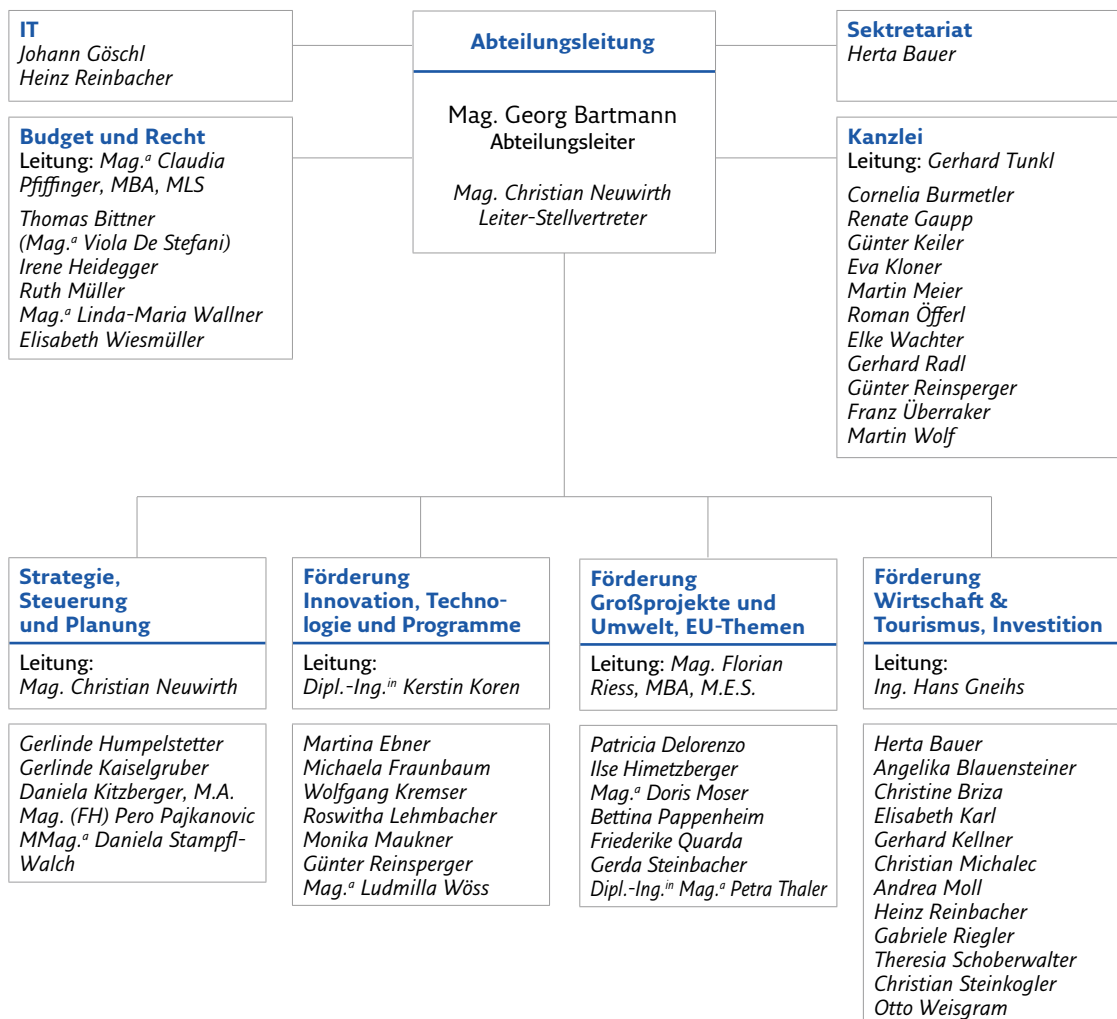 IT
Johann Göschl
Heinz Reinbacher
Abteilungsleitung
Mag. Georg Bartmann
Abteilungsleiter
Mag. Christian Neuwirth
Leiter-Stellvertreter
Sektretariat
Herta Bauer
Budget und Recht
Leitung: Mag.ª Claudia
Pfiffinger, MBA, MLS
Thomas Bittner
(Mag.ª Viola De Stefani)
Irene Heidegger
Ruth Müller
Mag.ª Linda-Maria Wallner
Elisabeth Wiesmüller
Kanzlei
Leitung: Gerhard Tunkl
Cornelia Burmetler
Renate Gaupp
Günter Keiler
Eva Kloner
Martin Meier
Roman Öfferl
Elke Wachter
Gerhard Radl
Günter Reinsperger
Franz Überraker
Martin Wolf
Strategie,
Steuerung
und Planung
Leitung:
Mag. Christian Neuwirth
Gerlinde Humpelstetter
Gerlinde Kaiselgruber
Daniela Kitzberger, M.A.
Mag. (FH) Pero Pajkanovic
MMag.ª Daniela Stampfl-
Walch
Förderung
Innovation, Techno-
logie und Programme
Leitung:
Dipl.-Ing.ⁱⁿ Kerstin Koren
Martina Ebner
Michaela Fraunbaum
Wolfgang Kremser
Roswitha Lehmbacher
Monika Maukner
Günter Reinsperger
Mag.ª Ludmilla Wöss
Förderung
Großprojekte und
Umwelt, EU-Themen
Leitung: Mag. Florian
Riess, MBA, M.E.S.
Patricia Delorenzo
Ilse Himetzberger
Mag.ª Doris Moser
Bettina Pappenheim
Friederike Quarda
Gerda Steinbacher
Dipl.-Ing.ⁱⁿ Mag.ª Petra Thaler
Förderung
Wirtschaft &
Tourismus, Investition
Leitung:
Ing. Hans Gneihs
Herta Bauer
Angelika Blauensteiner
Christine Briza
Elisabeth Karl
Gerhard Kellner
Christian Michalec
Andrea Moll
Heinz Reinbacher
Gabriele Riegler
Theresia Schoberwalter
Christian Steinkogler
Otto Weisgram